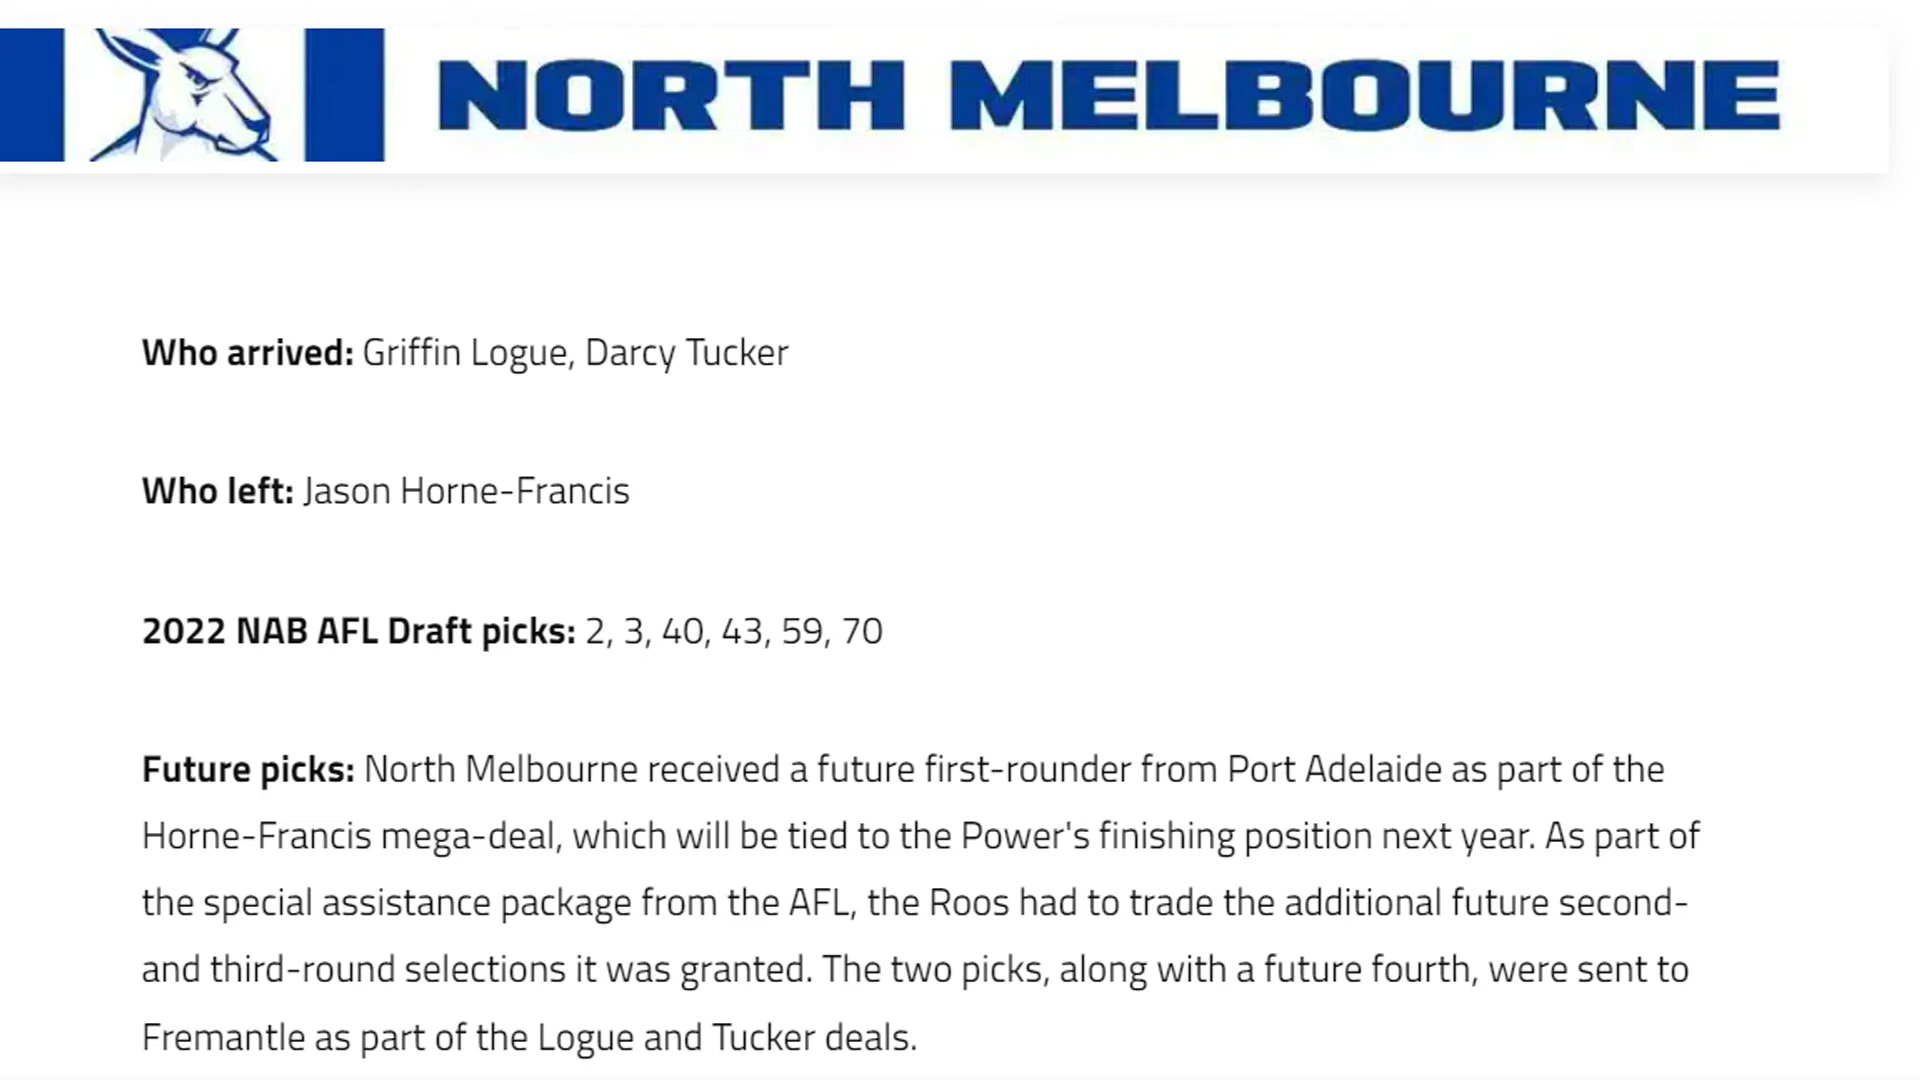 NORTH MELBOURNE
Who arrived: Griffin Logue, Darcy Tucker
Who left: Jason Horne-Francis
2022 NAB AFL Draft picks: 2, 3, 40, 43, 59, 70
Future picks: North Melbourne received a future first-rounder from Port Adelaide as part of the
Horne-Francis mega-deal, which will be tied to the Power's finishing position next year. As part of
the special assistance package from the AFL, the Roos had to trade the additional future second-
and third-round selections it was granted. The two picks, along with a future fourth, were sent to
Fremantle as part of the Logue and Tucker deals.